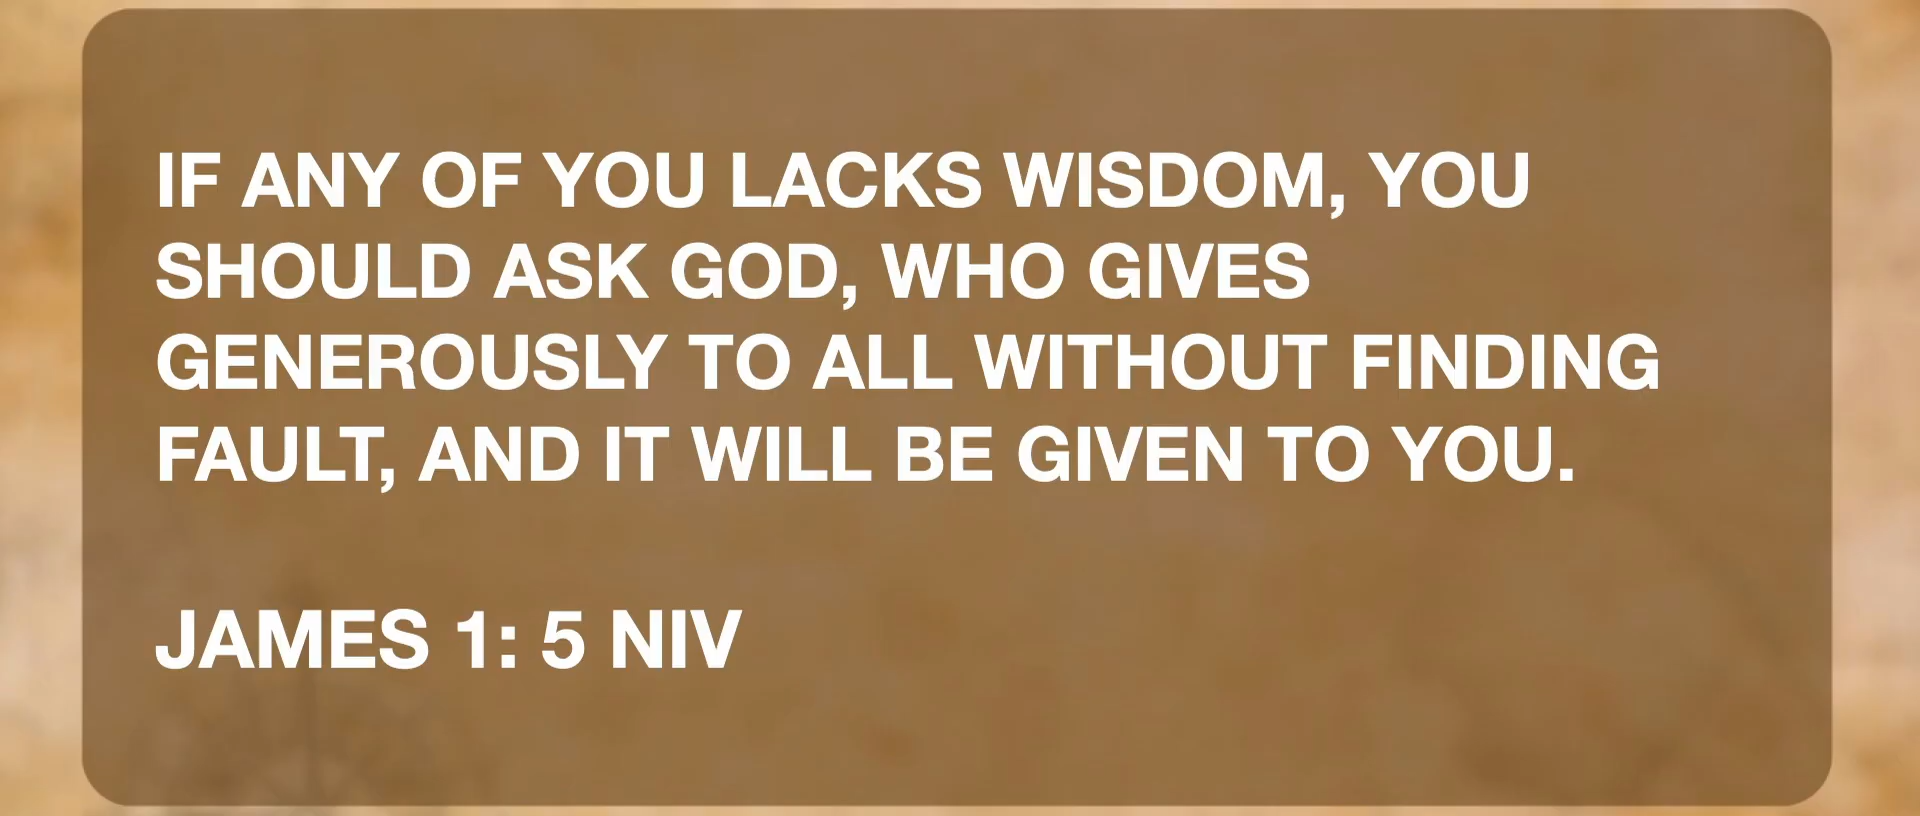 IF ANY OF YOU LACKS WISDOM, YOU
SHOULD ASK GOD, WHO GIVES
GENEROUSLY TO ALL WITHOUT FINDING
FAULT, AND IT WILL BE GIVEN TO YOU.
JAMES 1: 5 NIV